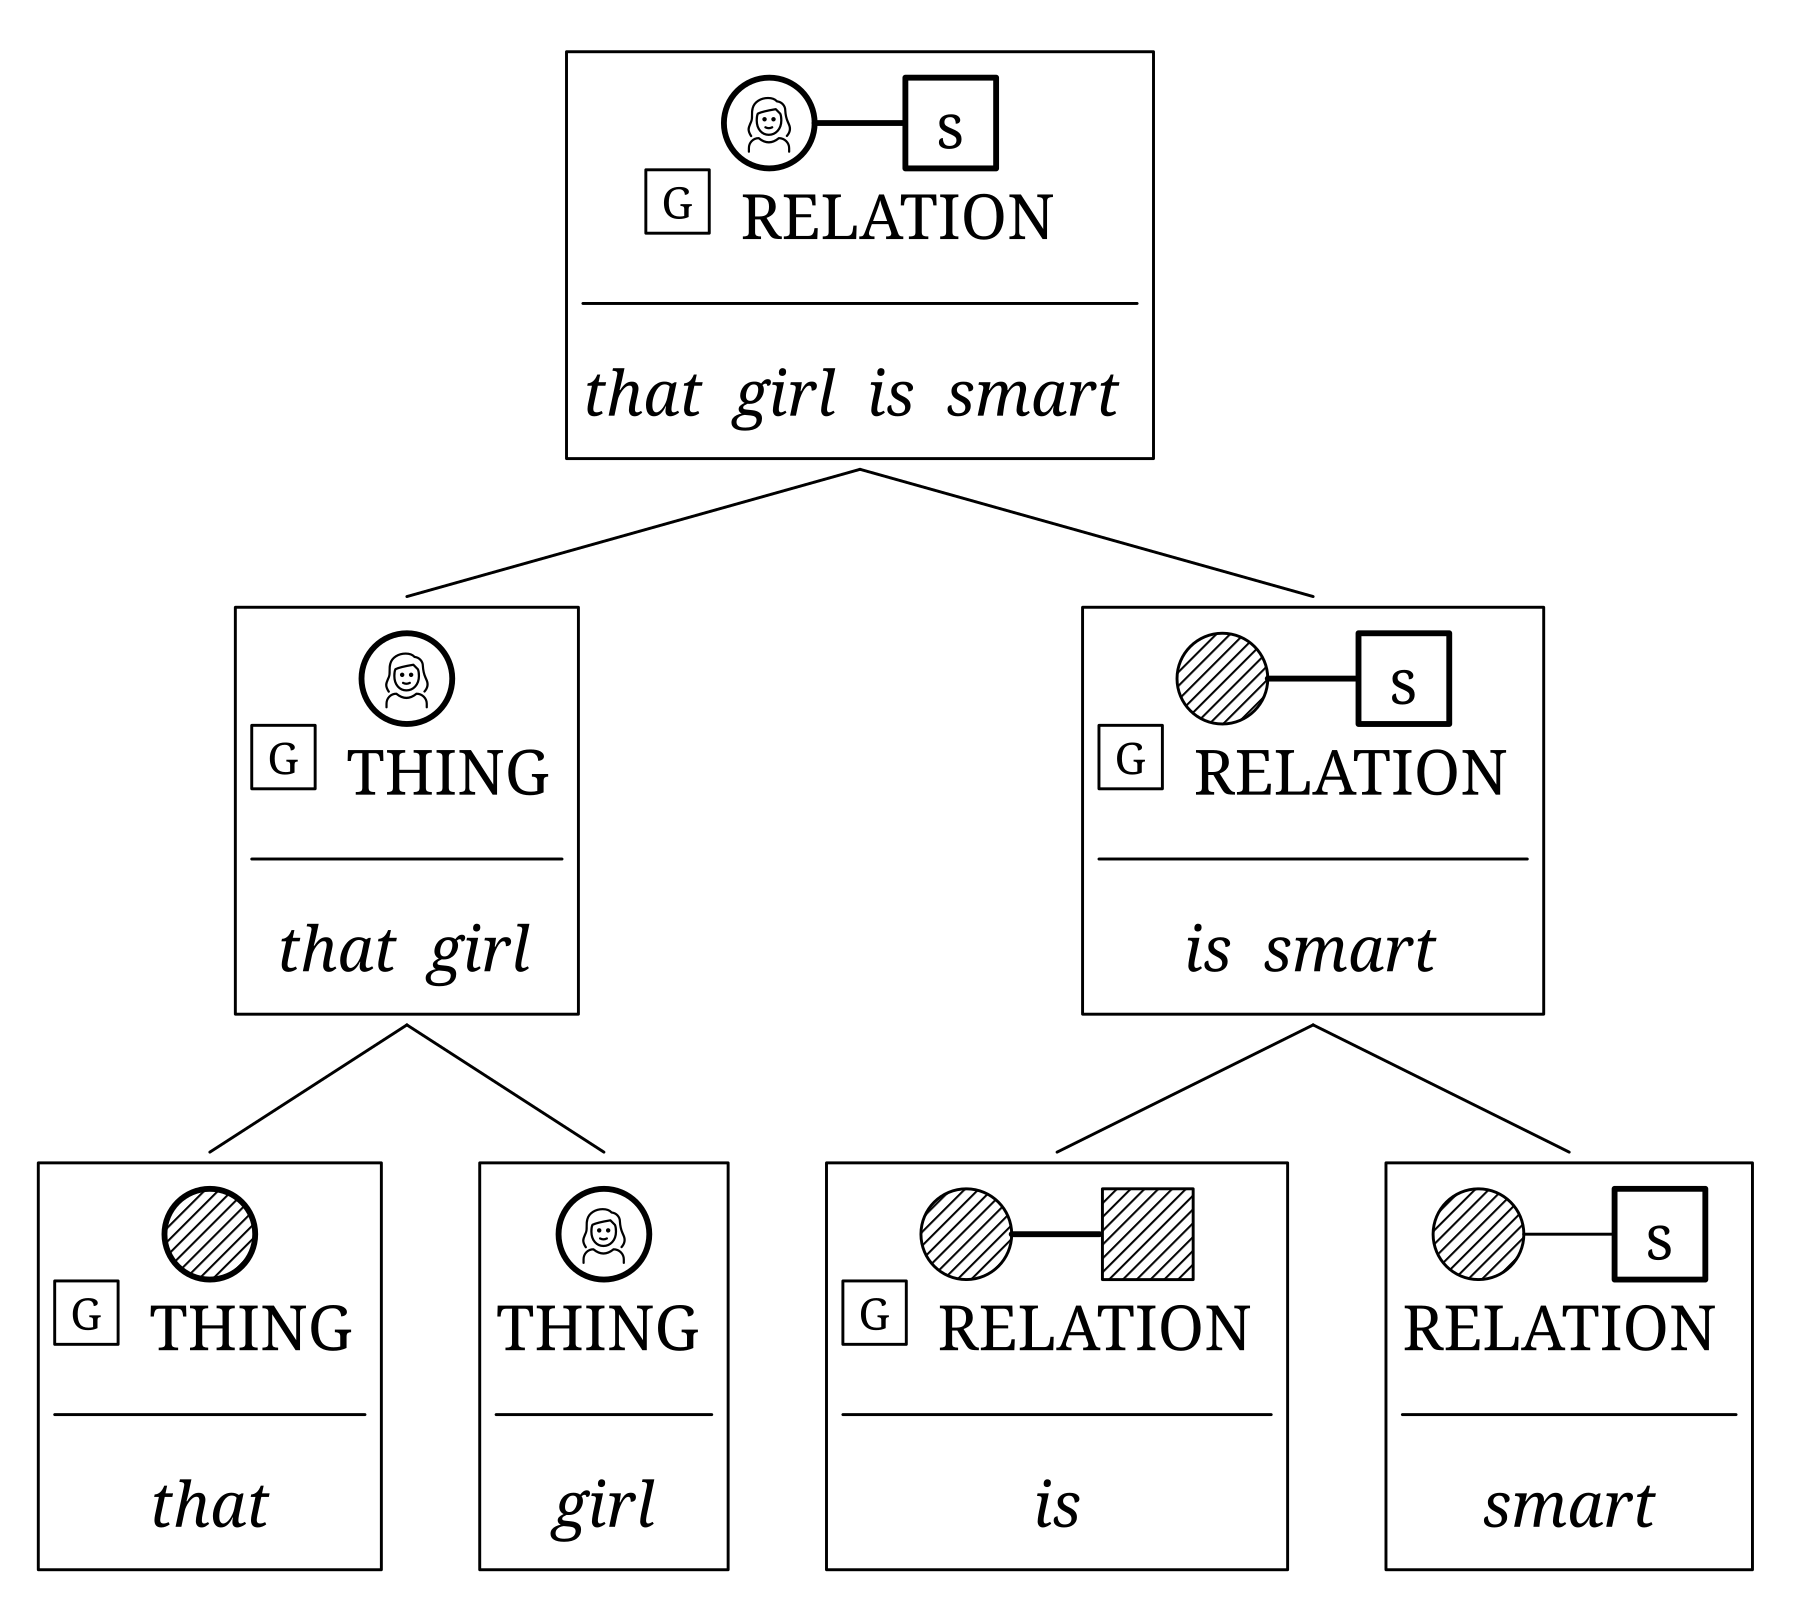 s
G RELATION
that girl is smart
s
G THING G RELATION
that girl is smart
s
G THING THING G RELATION RELATION
that girl is smart